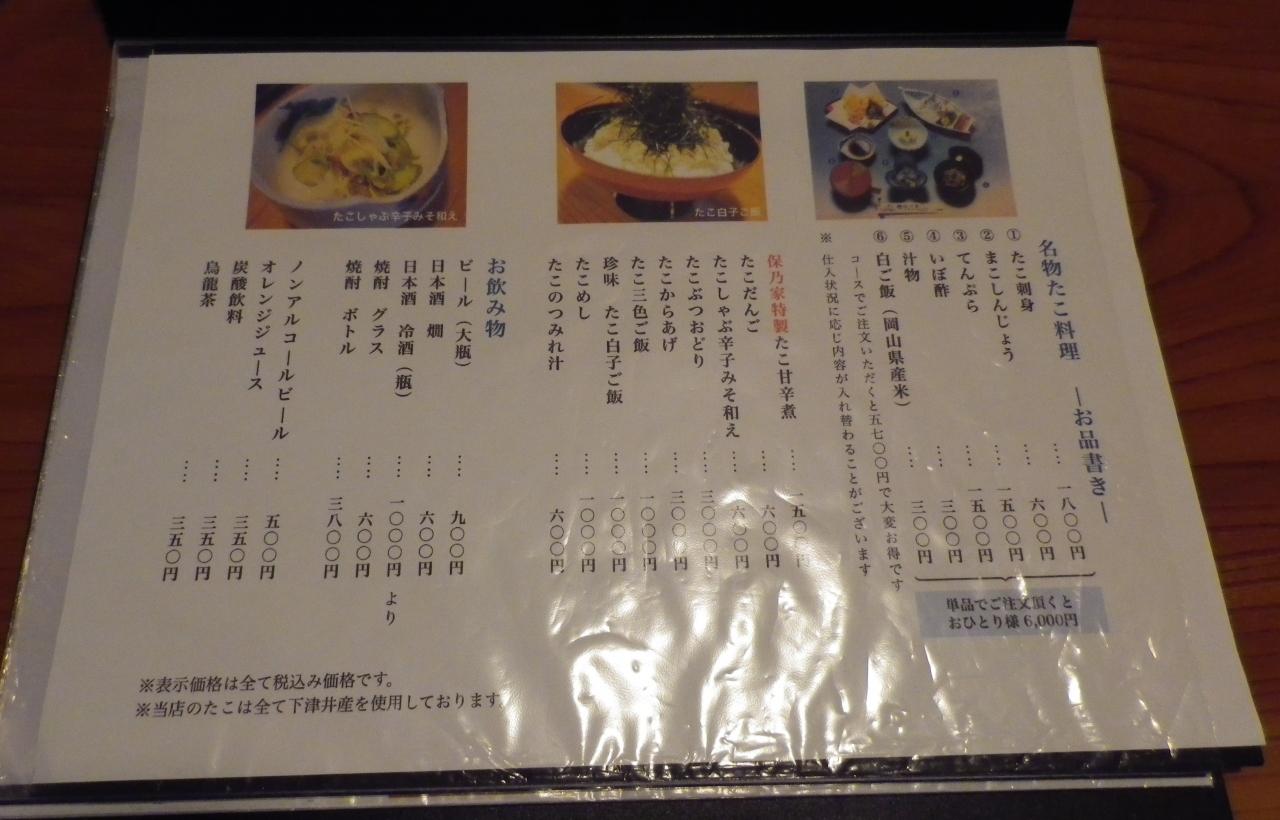 名物たこ料理 ―お品書き―
① たこ刺身 …… 一八〇〇円
② まこしんじょう …… 六〇〇円
③ てんぷら …… 一五〇〇円
④ いぼ酢 …… 一五〇〇円
⑤ 汁物 …… 三〇〇円
⑥ 白ご飯（岡山県産米） …… 三〇〇円
単品でご注文頂くと
おひとり様 6,000円
コースでご注文いただくと五七〇〇円で大変お得です
※ 仕入状況に応じ内容が入れ替わることがございます
たこ白子ご飯
保乃家特製たこ甘辛煮 …… 一五〇〇円
たこだんご …… 六〇〇円
たこしゃぶ辛子みそ和え …… 六〇〇円
たこぶつおどり …… 三〇〇〇円
たこからあげ ……
たこ三色ご飯 …… 一〇〇〇円
珍味 たこ白子ご飯 …… 一〇〇〇円
たこめし …… 一〇〇〇円
たこのつみれ汁 …… 六〇〇円
たこしゃぶ辛子みそ和え
お飲み物
ビール（大瓶） …… 九〇〇円
日本酒 燗 …… 六〇〇円
日本酒 冷酒（瓶） …… 一〇〇〇円 より
焼酎 グラス …… 六〇〇円
焼酎 ボトル …… 三八〇〇円
ノンアルコールビール …… 五〇〇円
オレンジジュース …… 三五〇円
炭酸飲料 …… 三五〇円
烏龍茶 …… 三五〇円
※表示価格は全て税込み価格です。
※当店のたこは全て下津井産を使用しております。